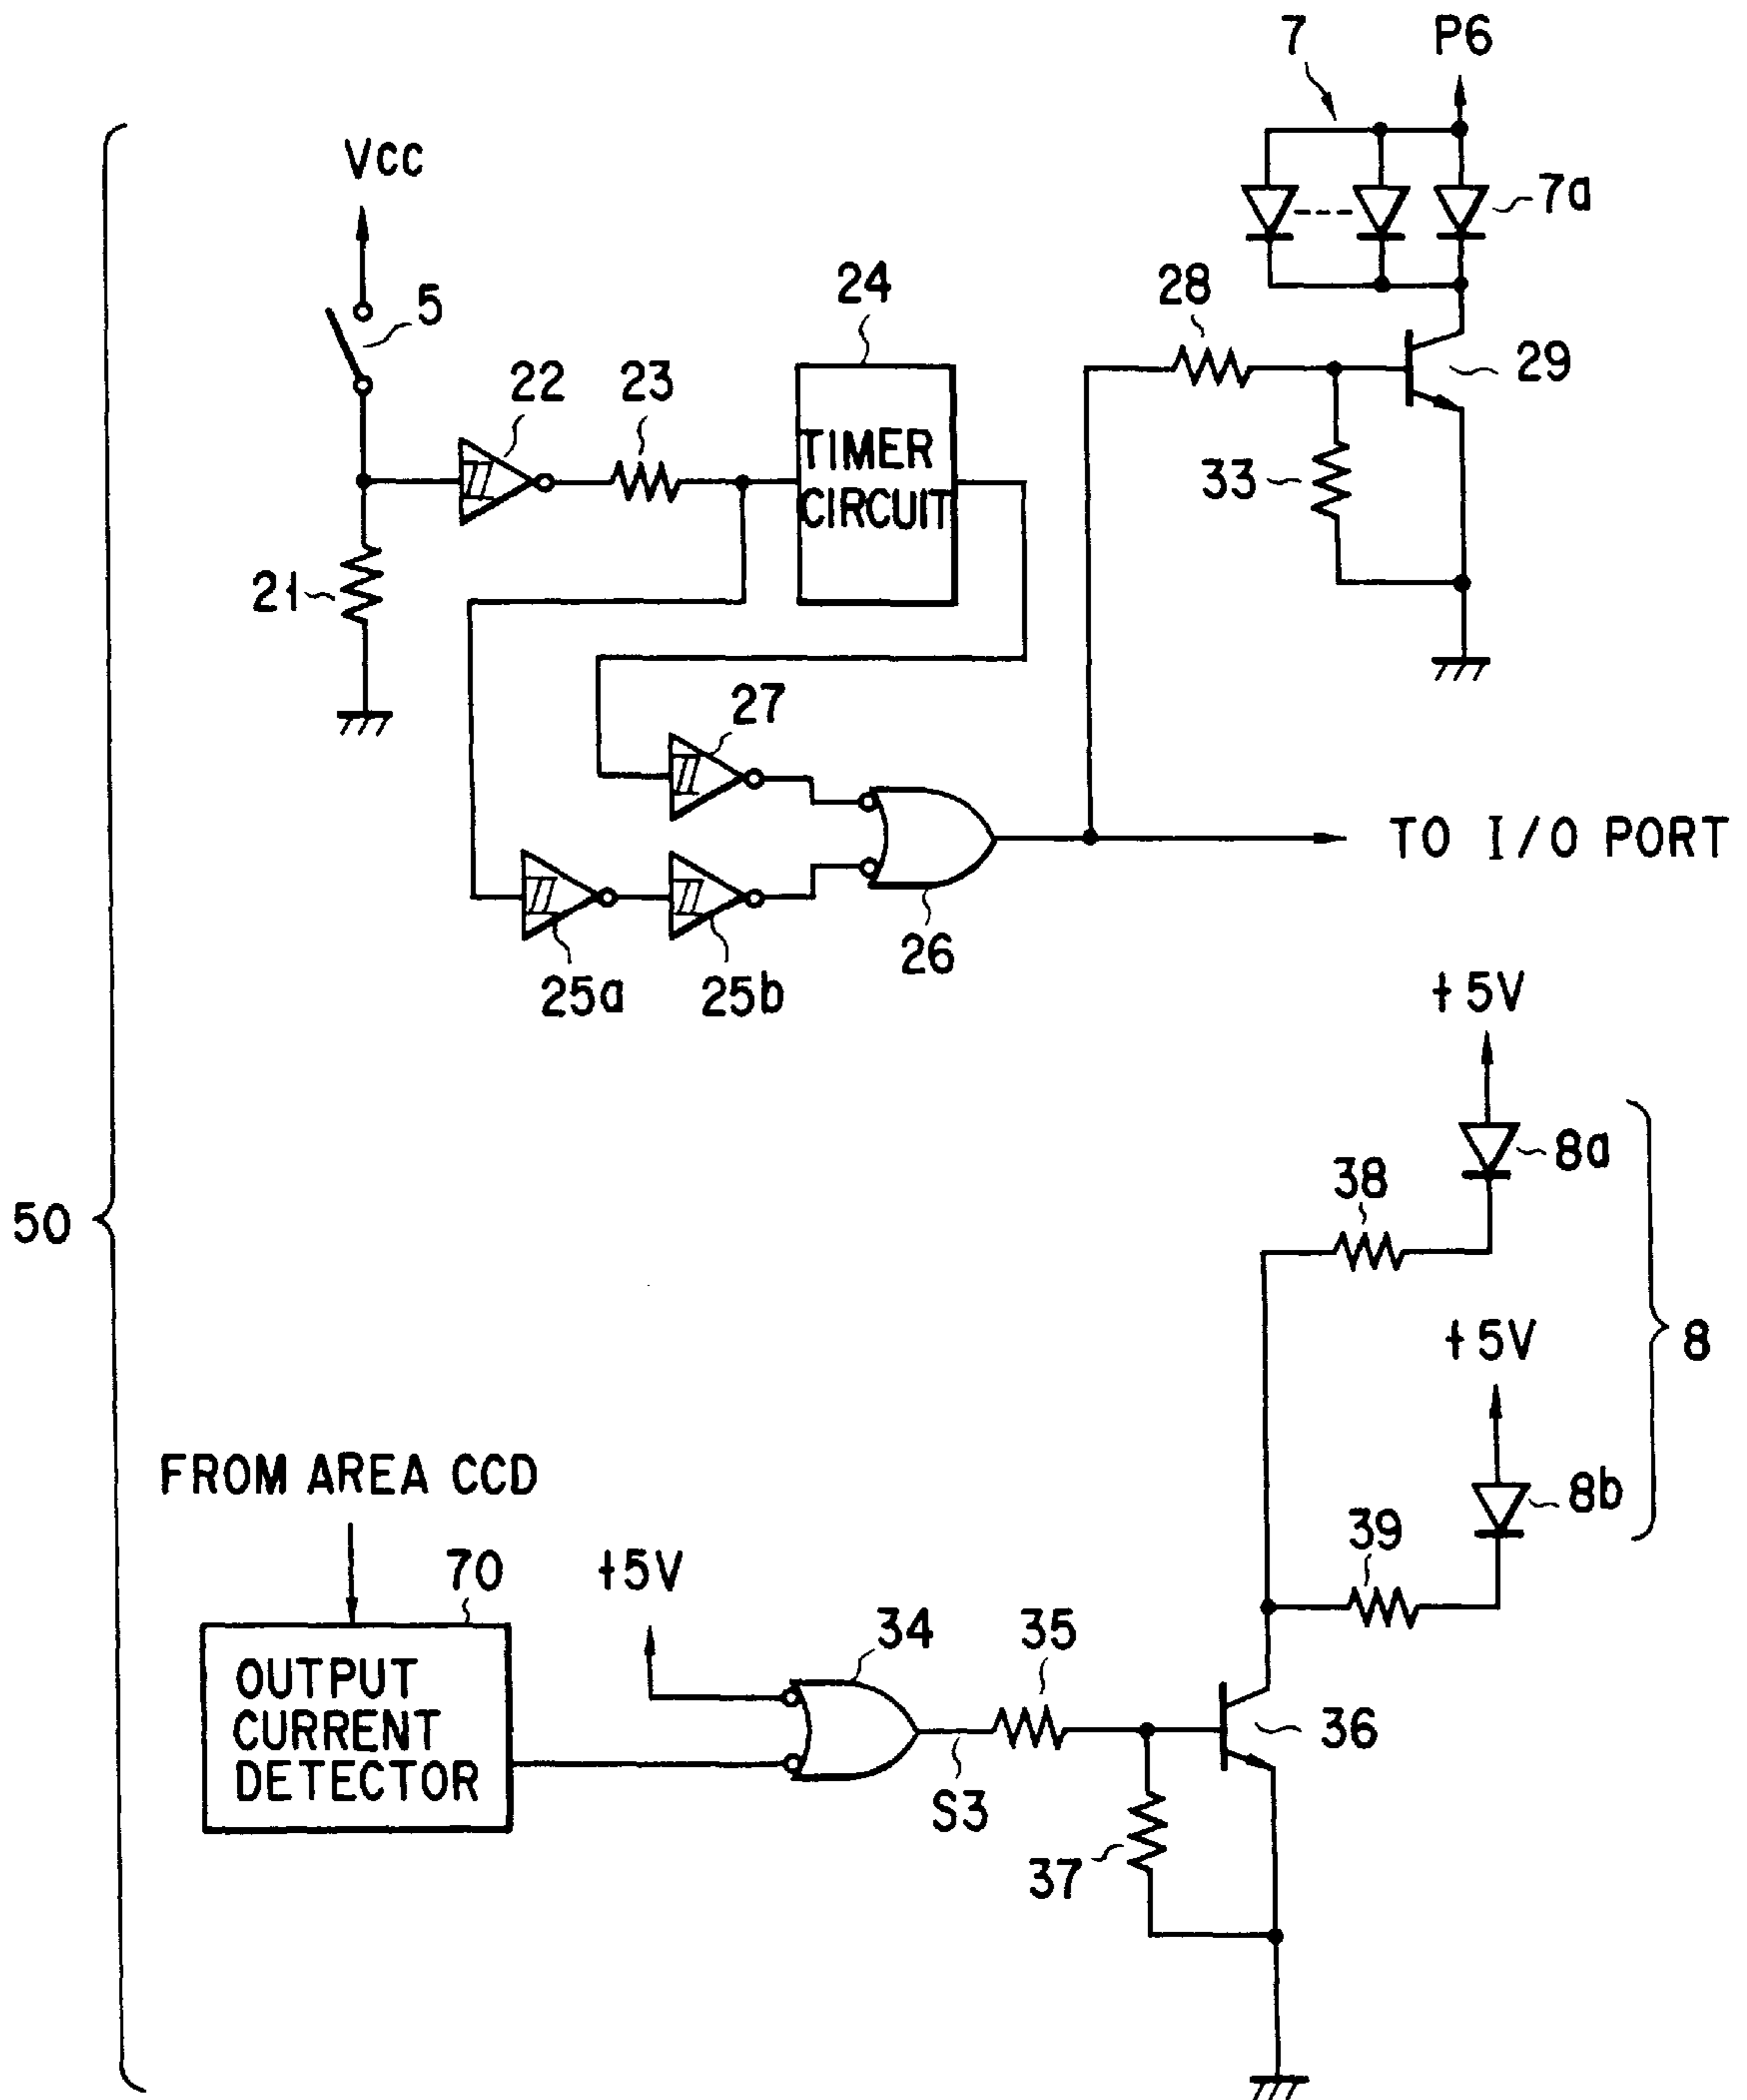 7
P6
VCC
7a
5
24
28
22
23
29
TIMER
CIRCUIT
33
21
27
TO I/O PORT
26
25a
25b
+5V
8a
38
50
+5V
8
FROM AREA CCD
8b
39
70
+5V
34
35
OUTPUT
CURRENT
DETECTOR
36
S3
37